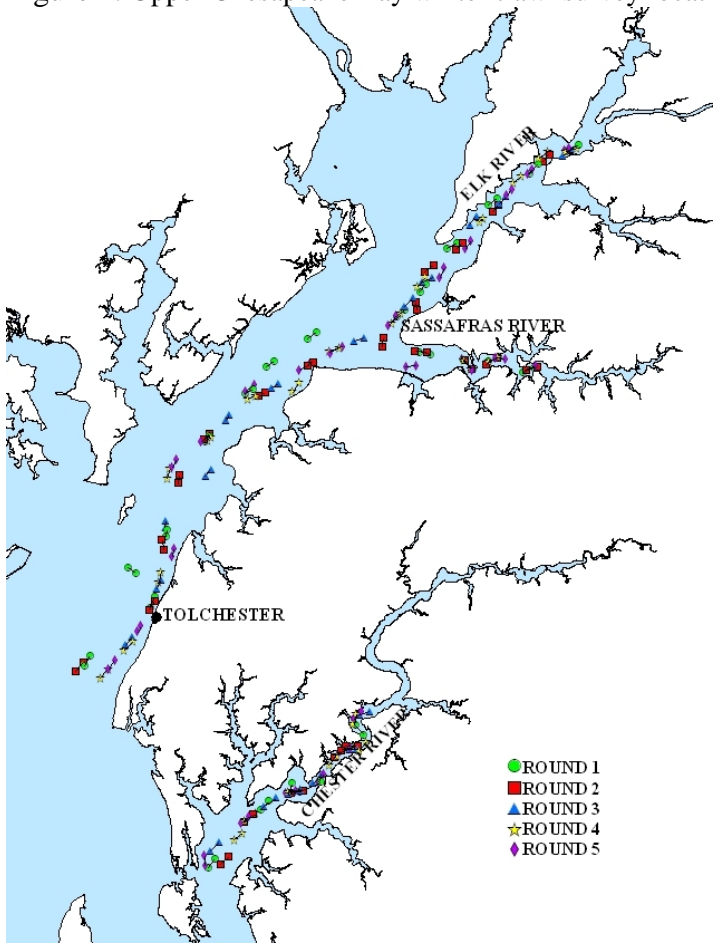 ELK RIVER
SASSAFRAS RIVER
TOLCHESTER
CHESTER RIVER
ROUND 1
ROUND 2
ROUND 3
ROUND 4
ROUND 5